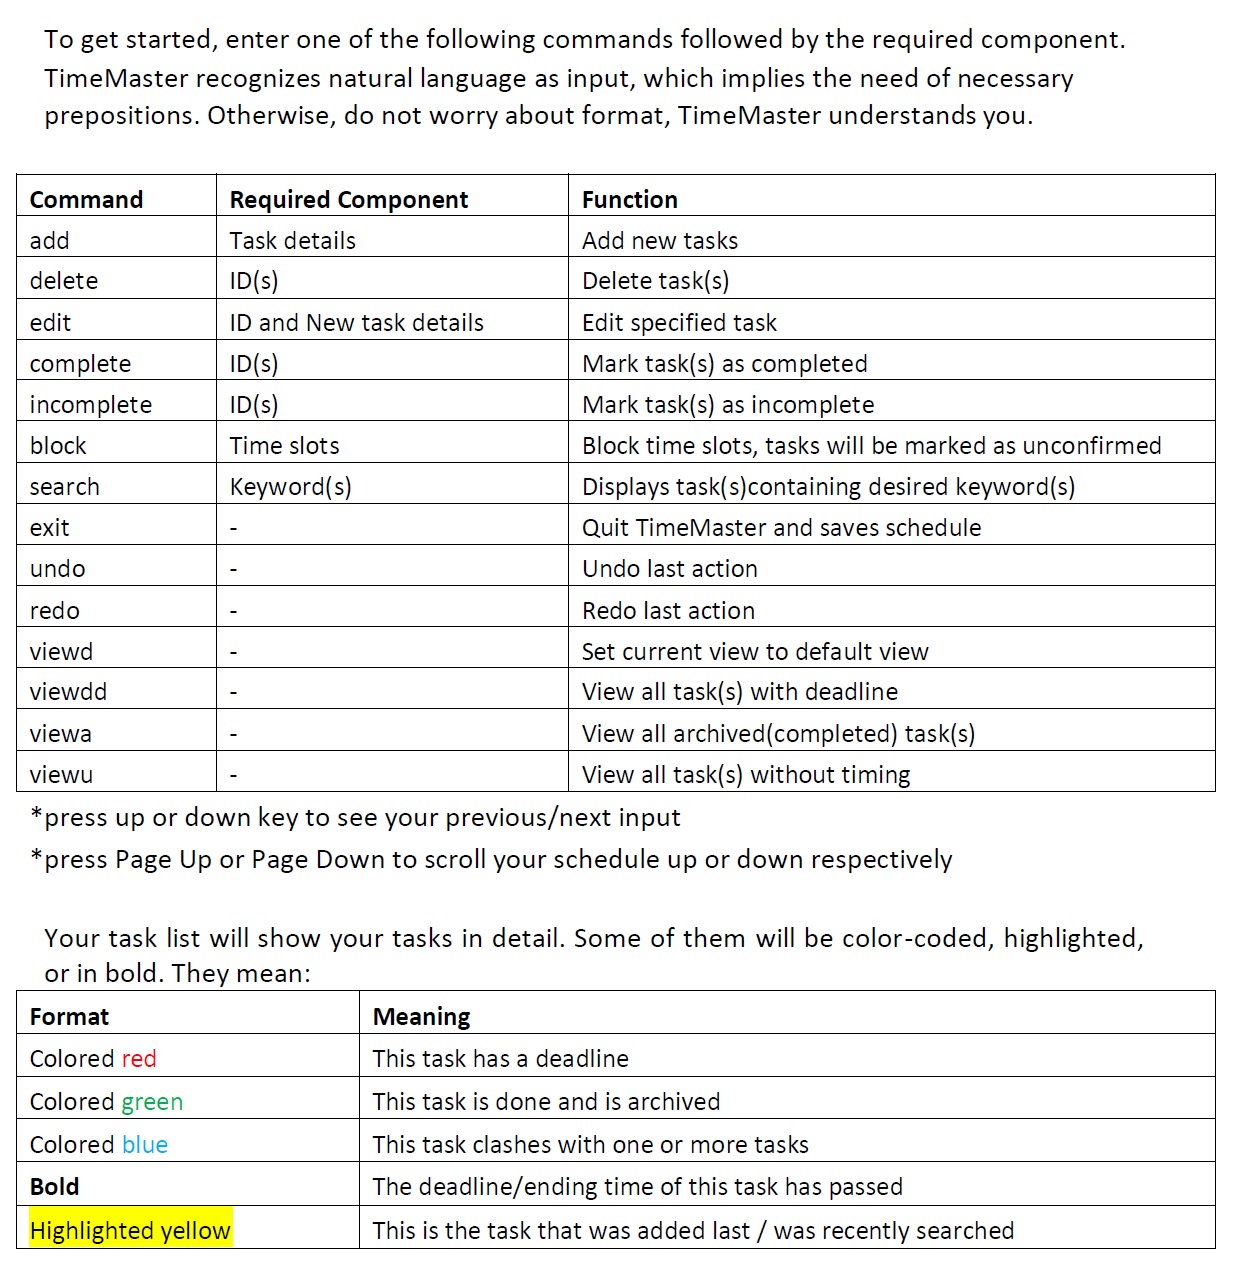 To get started, enter one of the following commands followed by the required component.
TimeMaster recognizes natural language as input, which implies the need of necessary
prepositions. Otherwise, do not worry about format, TimeMaster understands you.
Command Required Component Function
add Task details Add new tasks
delete ID(s) Delete task(s)
edit ID and New task details Edit specified task
complete ID(s) Mark task(s) as completed
incomplete ID(s) Mark task(s) as incomplete
block Time slots Block time slots, tasks will be marked as unconfirmed
search Keyword(s) Displays task(s)containing desired keyword(s)
exit - Quit TimeMaster and saves schedule
undo - Undo last action
redo - Redo last action
viewd - Set current view to default view
viewdd - View all task(s) with deadline
viewa - View all archived(completed) task(s)
viewu - View all task(s) without timing
*press up or down key to see your previous/next input
*press Page Up or Page Down to scroll your schedule up or down respectively
Your task list will show your tasks in detail. Some of them will be color-coded, highlighted,
or in bold. They mean:
Format Meaning
Colored red This task has a deadline
Colored green This task is done and is archived
Colored blue This task clashes with one or more tasks
Bold The deadline/ending time of this task has passed
Highlighted yellow This is the task that was added last / was recently searched